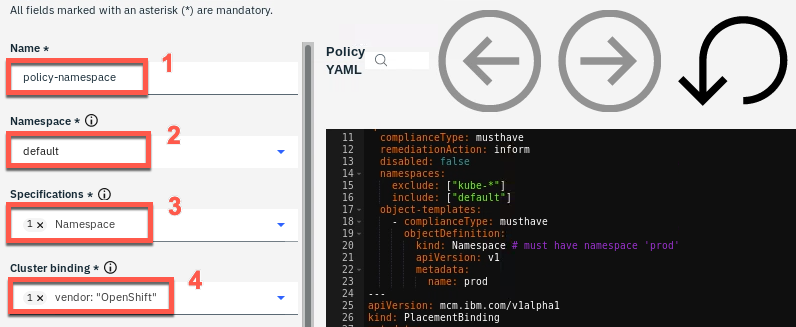 All fields marked with an asterisk (*) are mandatory.
Name *
policy-namespace
1
Namespace *
default
2
Specifications *
1 × Namespace
3
Cluster binding *
1 × vendor: "OpenShift"
4
Policy
YAML
11 complianceType: musthave
12 remediationAction: inform
13 disabled: false
14 namespaces:
15 exclude: ["kube-*"]
16 include: ["default"]
17 object-templates:
18 - complianceType: musthave
19 objectDefinition:
20 kind: Namespace # must have namespace 'prod'
21 apiVersion: v1
22 metadata:
23 name: prod
24 ---
25 apiVersion: mcm.ibm.com/v1alpha1
26 kind: PlacementBinding